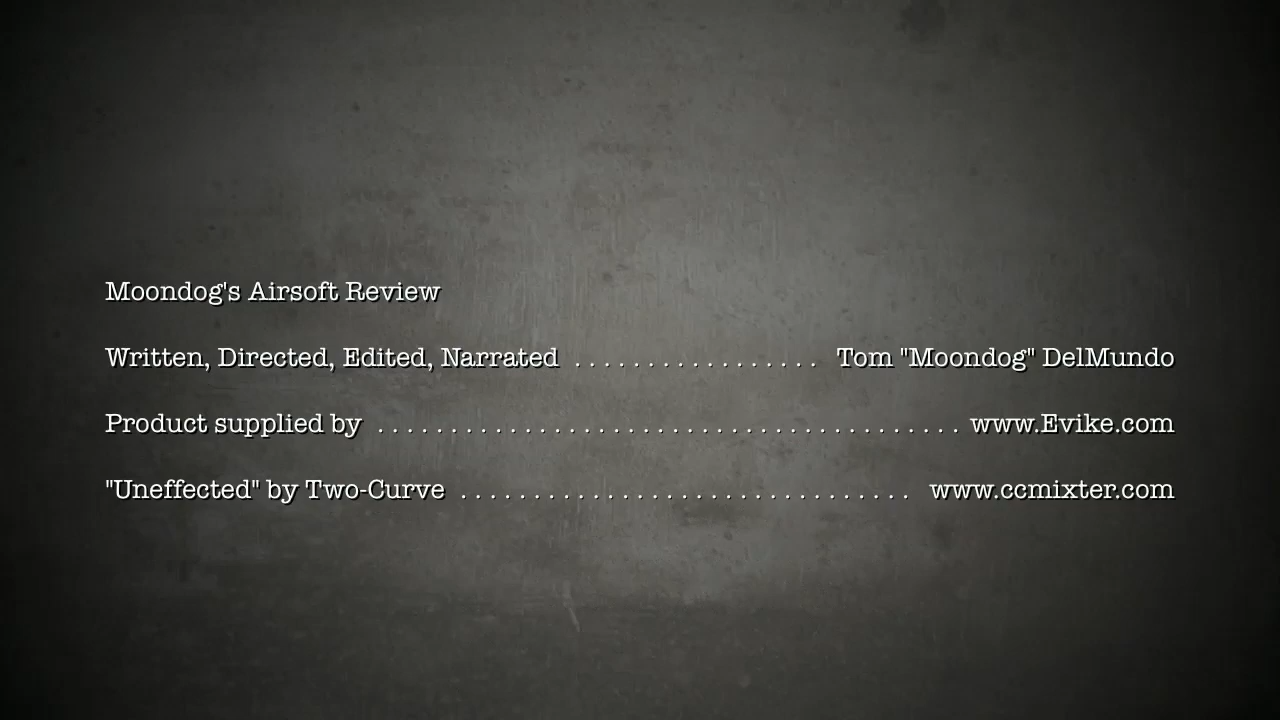 Moondog's Airsoft Review
Written, Directed, Edited, Narrated ................. Tom "Moondog" DelMundo
Product supplied by ........................................ www.Evike.com
"Uneffected" by Two-Curve ............................... www.ccmixter.com